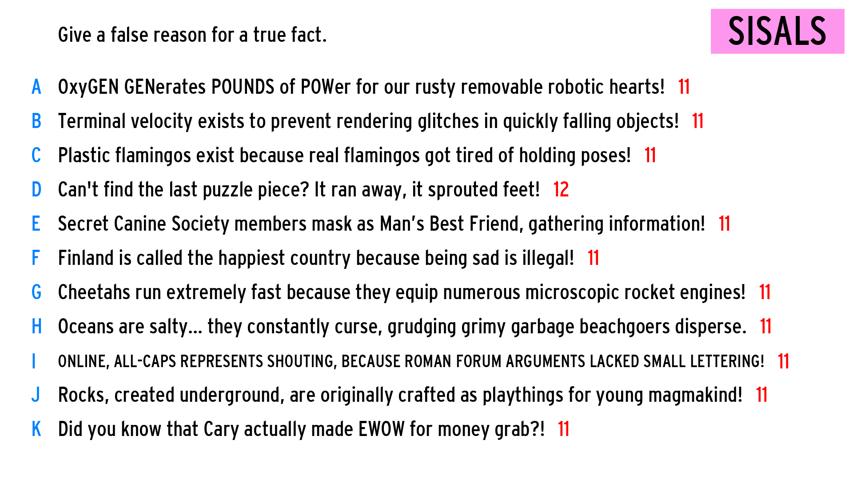 Give a false reason for a true fact.
SISALS
A OxyGEN GENerates POUNDS of POWer for our rusty removable robotic hearts! 11
B Terminal velocity exists to prevent rendering glitches in quickly falling objects! 11
C Plastic flamingos exist because real flamingos got tired of holding poses! 11
D Can't find the last puzzle piece? It ran away, it sprouted feet! 12
E Secret Canine Society members mask as Man’s Best Friend, gathering information! 11
F Finland is called the happiest country because being sad is illegal! 11
G Cheetahs run extremely fast because they equip numerous microscopic rocket engines! 11
H Oceans are salty... they constantly curse, grudging grimy garbage beachgoers disperse. 11
I ONLINE, ALL-CAPS REPRESENTS SHOUTING, BECAUSE ROMAN FORUM ARGUMENTS LACKED SMALL LETTERING! 11
J Rocks, created underground, are originally crafted as playthings for young magmakind! 11
K Did you know that Cary actually made EWOW for money grab?! 11